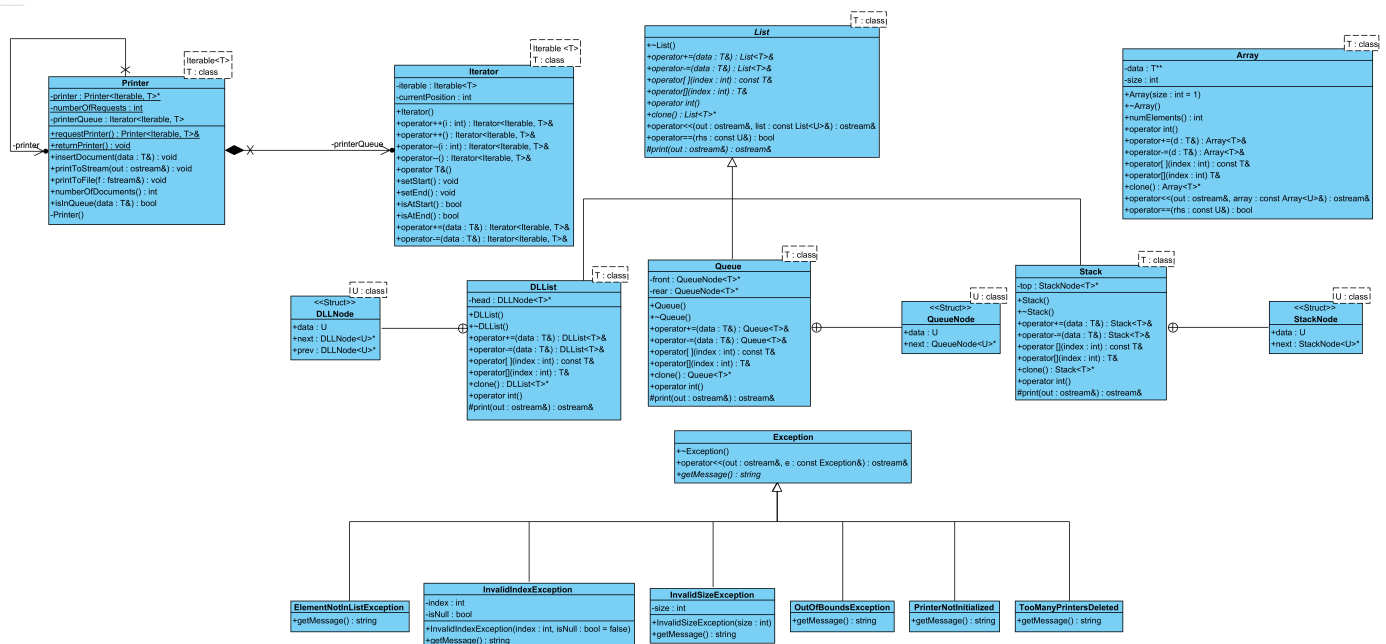 Iterable<T>
T : class
Printer
-printer : Printer<Iterable, T>*
-numberOfRequests : int
-printerQueue : Iterator<Iterable, T>
+requestPrinter() : Printer<Iterable, T>&
+returnPrinter() : void
+insertDocument(data : T&) : void
+printToStream(out : ostream&) : void
+printToFile(f : fstream&) : void
+numberOfDocuments() : int
+isInQueue(data : T&) : bool
-Printer()
-printer
-printerQueue
Iterable <T>
T : class
Iterator
-iterable : Iterable<T>
-currentPosition : int
+Iterator()
+operator++(i : int) : Iterator<Iterable, T>&
+operator++() : Iterator<Iterable, T>&
+operator--(i : int) : Iterator<Iterable, T>&
+operator--() : Iterator<Iterable, T>&
+operator T&()
+setStart() : void
+setEnd() : void
+isAtStart() : bool
+isAtEnd() : bool
+operator+=(data : T&) : Iterator<Iterable, T>&
+operator-=(data : T&) : Iterator<Iterable, T>&
T : class
List
+~List()
+operator+=(data : T&) : List<T>&
+operator-=(data : T&) : List<T>&
+operator[ ](index : int) : const T&
+operator[](index : int) : T&
+operator int()
+clone() : List<T>*
+operator<<(out : ostream&, list : const List<U>&) : ostream&
+operator==(rhs : const U&) : bool
#print(out : ostream&) : ostream&
T : class
Array
-data : T**
-size : int
+Array(size : int = 1)
+~Array()
+numElements() : int
+operator int()
+operator+=(d : T&) : Array<T>&
+operator-=(d : T&) : Array<T>&
+operator[ ](index : int) : const T&
+operator[](index : int) T&
+clone() : Array<T>*
+operator<<(out : ostream&, array : const Array<U>&) : ostream&
+operator==(rhs : const U&) : bool
U : class
<<Struct>>
DLLNode
+data : U
+next : DLLNode<U>*
+prev : DLLNode<U>*
T : class
DLList
-head : DLLNode<T>*
+DLList()
+~DLList()
+operator+=(data : T&) : DLList<T>&
+operator-=(data : T&) : DLList<T>&
+operator[ ](index : int) : const T&
+operator[](index : int) : T&
+clone() : DLList<T>*
+operator int()
#print(out : ostream&) : ostream&
T : class
Queue
-front : QueueNode<T>*
-rear : QueueNode<T>*
+Queue()
+~Queue()
+operator+=(data : T&) : Queue<T>&
+operator-=(data : T&) : Queue<T>&
+operator[ ](index : int) : const T&
+operator[](index : int) : T&
+clone() : Queue<T>*
+operator int()
#print(out : ostream&) : ostream&
U : class
<<Struct>>
QueueNode
+data : U
+next : QueueNode<U>*
T : class
Stack
-top : StackNode<T>*
+Stack()
+~Stack()
+operator+=(data : T&) : Stack<T>&
+operator-=(data : T&) : Stack<T>&
+operator [](index : int) : const T&
+operator[](index : int) : T&
+clone() : Stack<T>*
+operator int()
#print(out : ostream&) : ostream&
U : class
<<Struct>>
StackNode
+data : U
+next : StackNode<U>*
Exception
+~Exception()
+operator<<(out : ostream&, e : const Exception&) : ostream&
+getMessage() : string
ElementNotInListException
+getMessage() : string
InvalidIndexException
-index : int
-isNull : bool
+InvalidIndexException(index : int, isNull : bool = false)
+getMessage() : string
InvalidSizeException
-size : int
+InvalidSizeException(size : int)
+getMessage() : string
OutOfBoundsException
+getMessage() : string
PrinterNotInitialized
+getMessage() : string
TooManyPrintersDeleted
+getMessage() : string